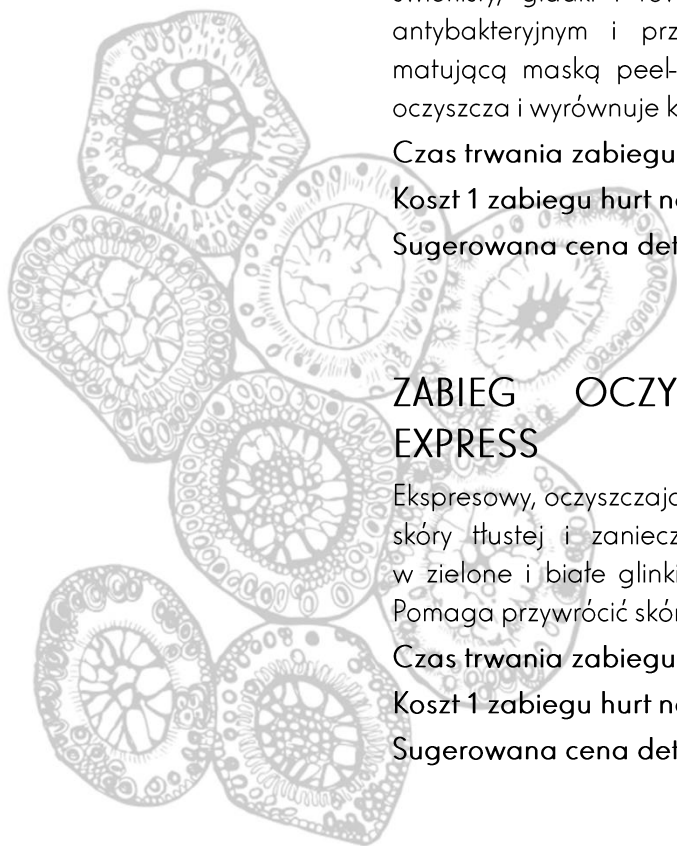 antybakteryjnym i prz
matującą maską peel-
oczyszcza i wyrównuje k
Czas trwania zabiegu
Koszt 1 zabiegu hurt n
Sugerowana cena det
ZABIEG OCZY
EXPRESS
Ekspresowy, oczyszczając
skóry tłustej i zaniecz
w zielone i białe glinki
Pomaga przywrócić skór
Czas trwania zabiegu
Koszt 1 zabiegu hurt n
Sugerowana cena det